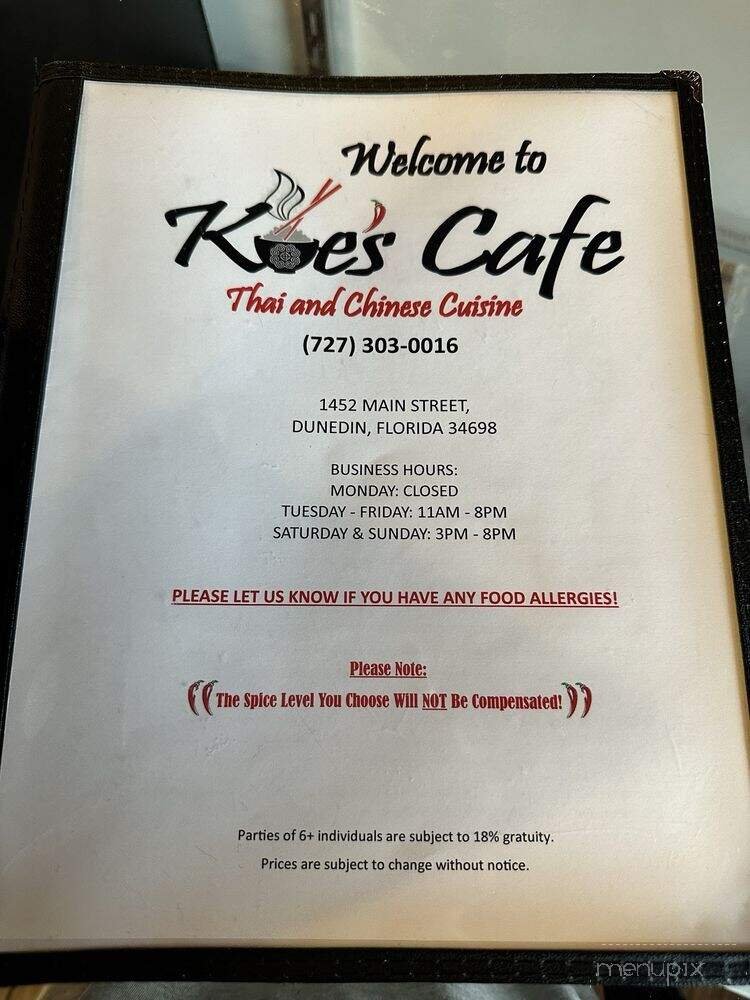 Welcome to
Koe's Cafe
Thai and Chinese Cuisine
(727) 303-0016
1452 MAIN STREET,
DUNEDIN, FLORIDA 34698
BUSINESS HOURS:
MONDAY: CLOSED
TUESDAY - FRIDAY: 11AM - 8PM
SATURDAY & SUNDAY: 3PM - 8PM
PLEASE LET US KNOW IF YOU HAVE ANY FOOD ALLERGIES!
Please Note:
The Spice Level You Choose Will NOT Be Compensated!
Parties of 6+ individuals are subject to 18% gratuity.
Prices are subject to change without notice.
menupix